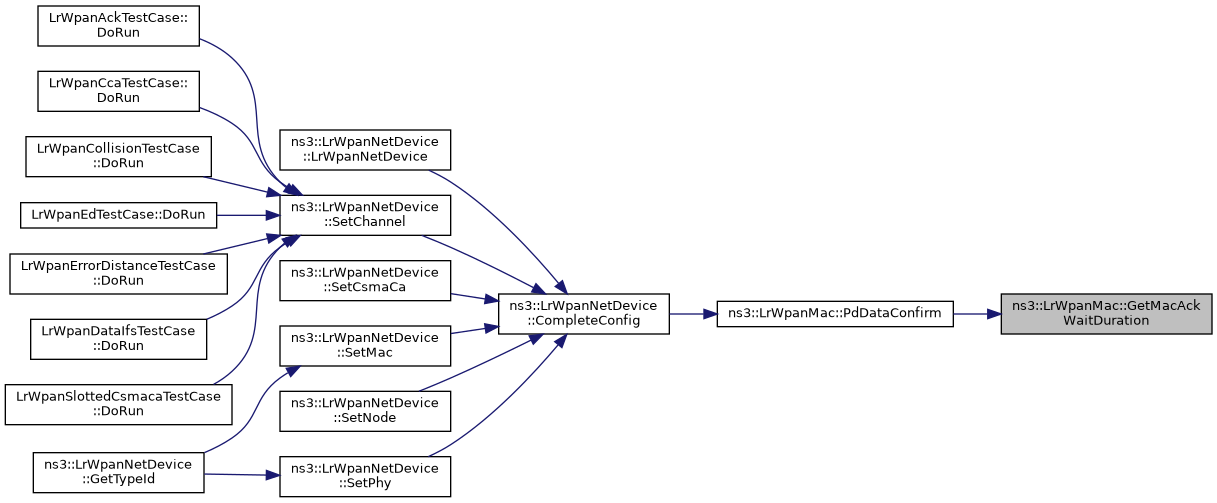 LrWpanAckTestCase::
DoRun
LrWpanCcaTestCase::
DoRun
LrWpanCollisionTestCase
::DoRun
LrWpanEdTestCase::DoRun
LrWpanErrorDistanceTestCase
::DoRun
LrWpanDataIfsTestCase
::DoRun
LrWpanSlottedCsmacaTestCase
::DoRun
ns3::LrWpanNetDevice
::GetTypeId
ns3::LrWpanNetDevice
::LrWpanNetDevice
ns3::LrWpanNetDevice
::SetChannel
ns3::LrWpanNetDevice
::SetCsmaCa
ns3::LrWpanNetDevice
::SetMac
ns3::LrWpanNetDevice
::SetNode
ns3::LrWpanNetDevice
::SetPhy
ns3::LrWpanNetDevice
::CompleteConfig
ns3::LrWpanMac::PdDataConfirm
ns3::LrWpanMac::GetMacAck
WaitDuration